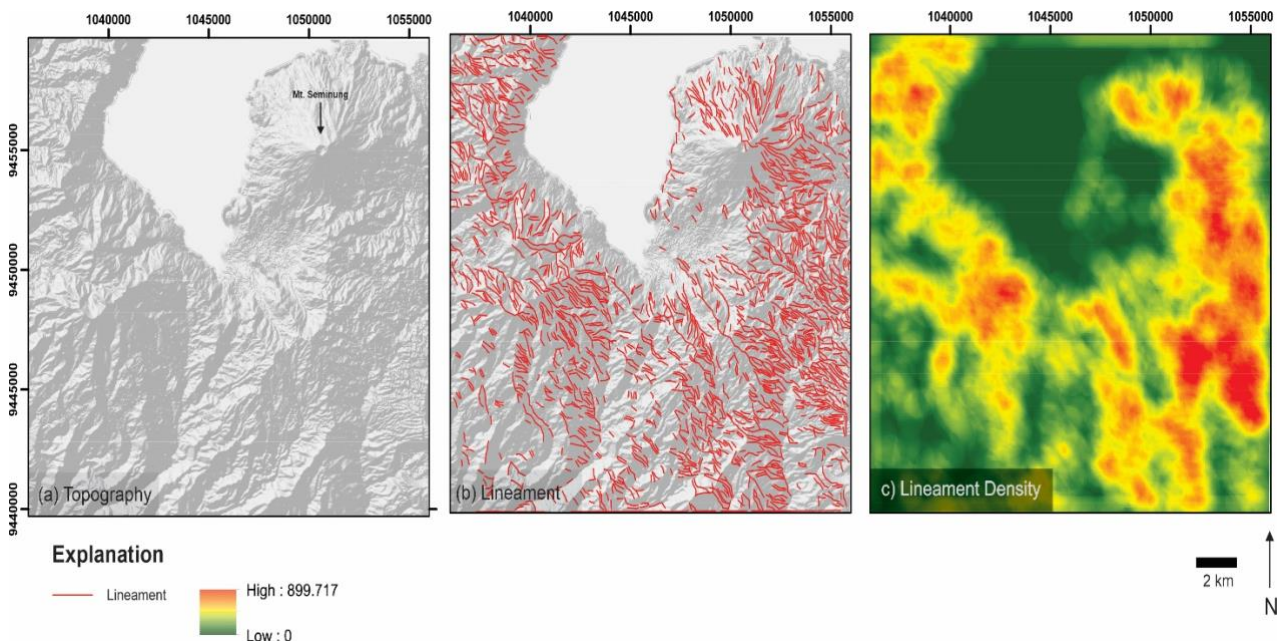 1040000 1045000 1050000 1055000
1040000 1045000 1050000 1055000
1040000 1045000 1050000 1055000
9455000
9450000
9445000
9440000
Mt. Seminung
(a) Topography
(b) Lineament
c) Lineament Density
Explanation
Lineament
High : 899.717
Low : 0
2 km
N